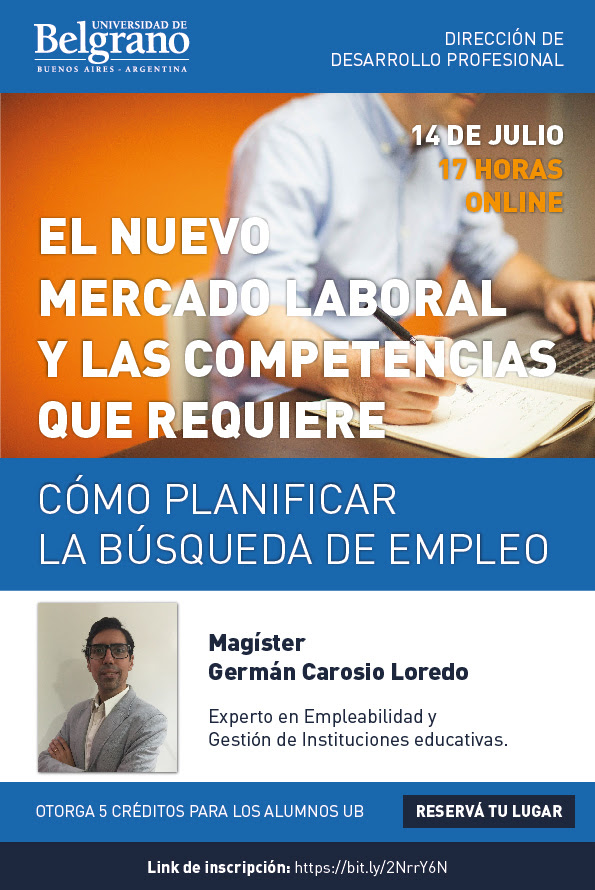 UNIVERSIDAD DE
Belgrano
BUENOS AIRES - ARGENTINA
DIRECCIÓN DE
DESARROLLO PROFESIONAL
14 DE JULIO
17 HORAS
ONLINE
EL NUEVO
MERCADO LABORAL
Y LAS COMPETENCIAS
QUE REQUIERE
CÓMO PLANIFICAR
LA BÚSQUEDA DE EMPLEO
Magíster
Germán Carosio Loredo
Experto en Empleabilidad y
Gestión de Instituciones educativas.
OTORGA 5 CRÉDITOS PARA LOS ALUMNOS UB
RESERVÁ TU LUGAR
Link de inscripción: https://bit.ly/2NrrY6N